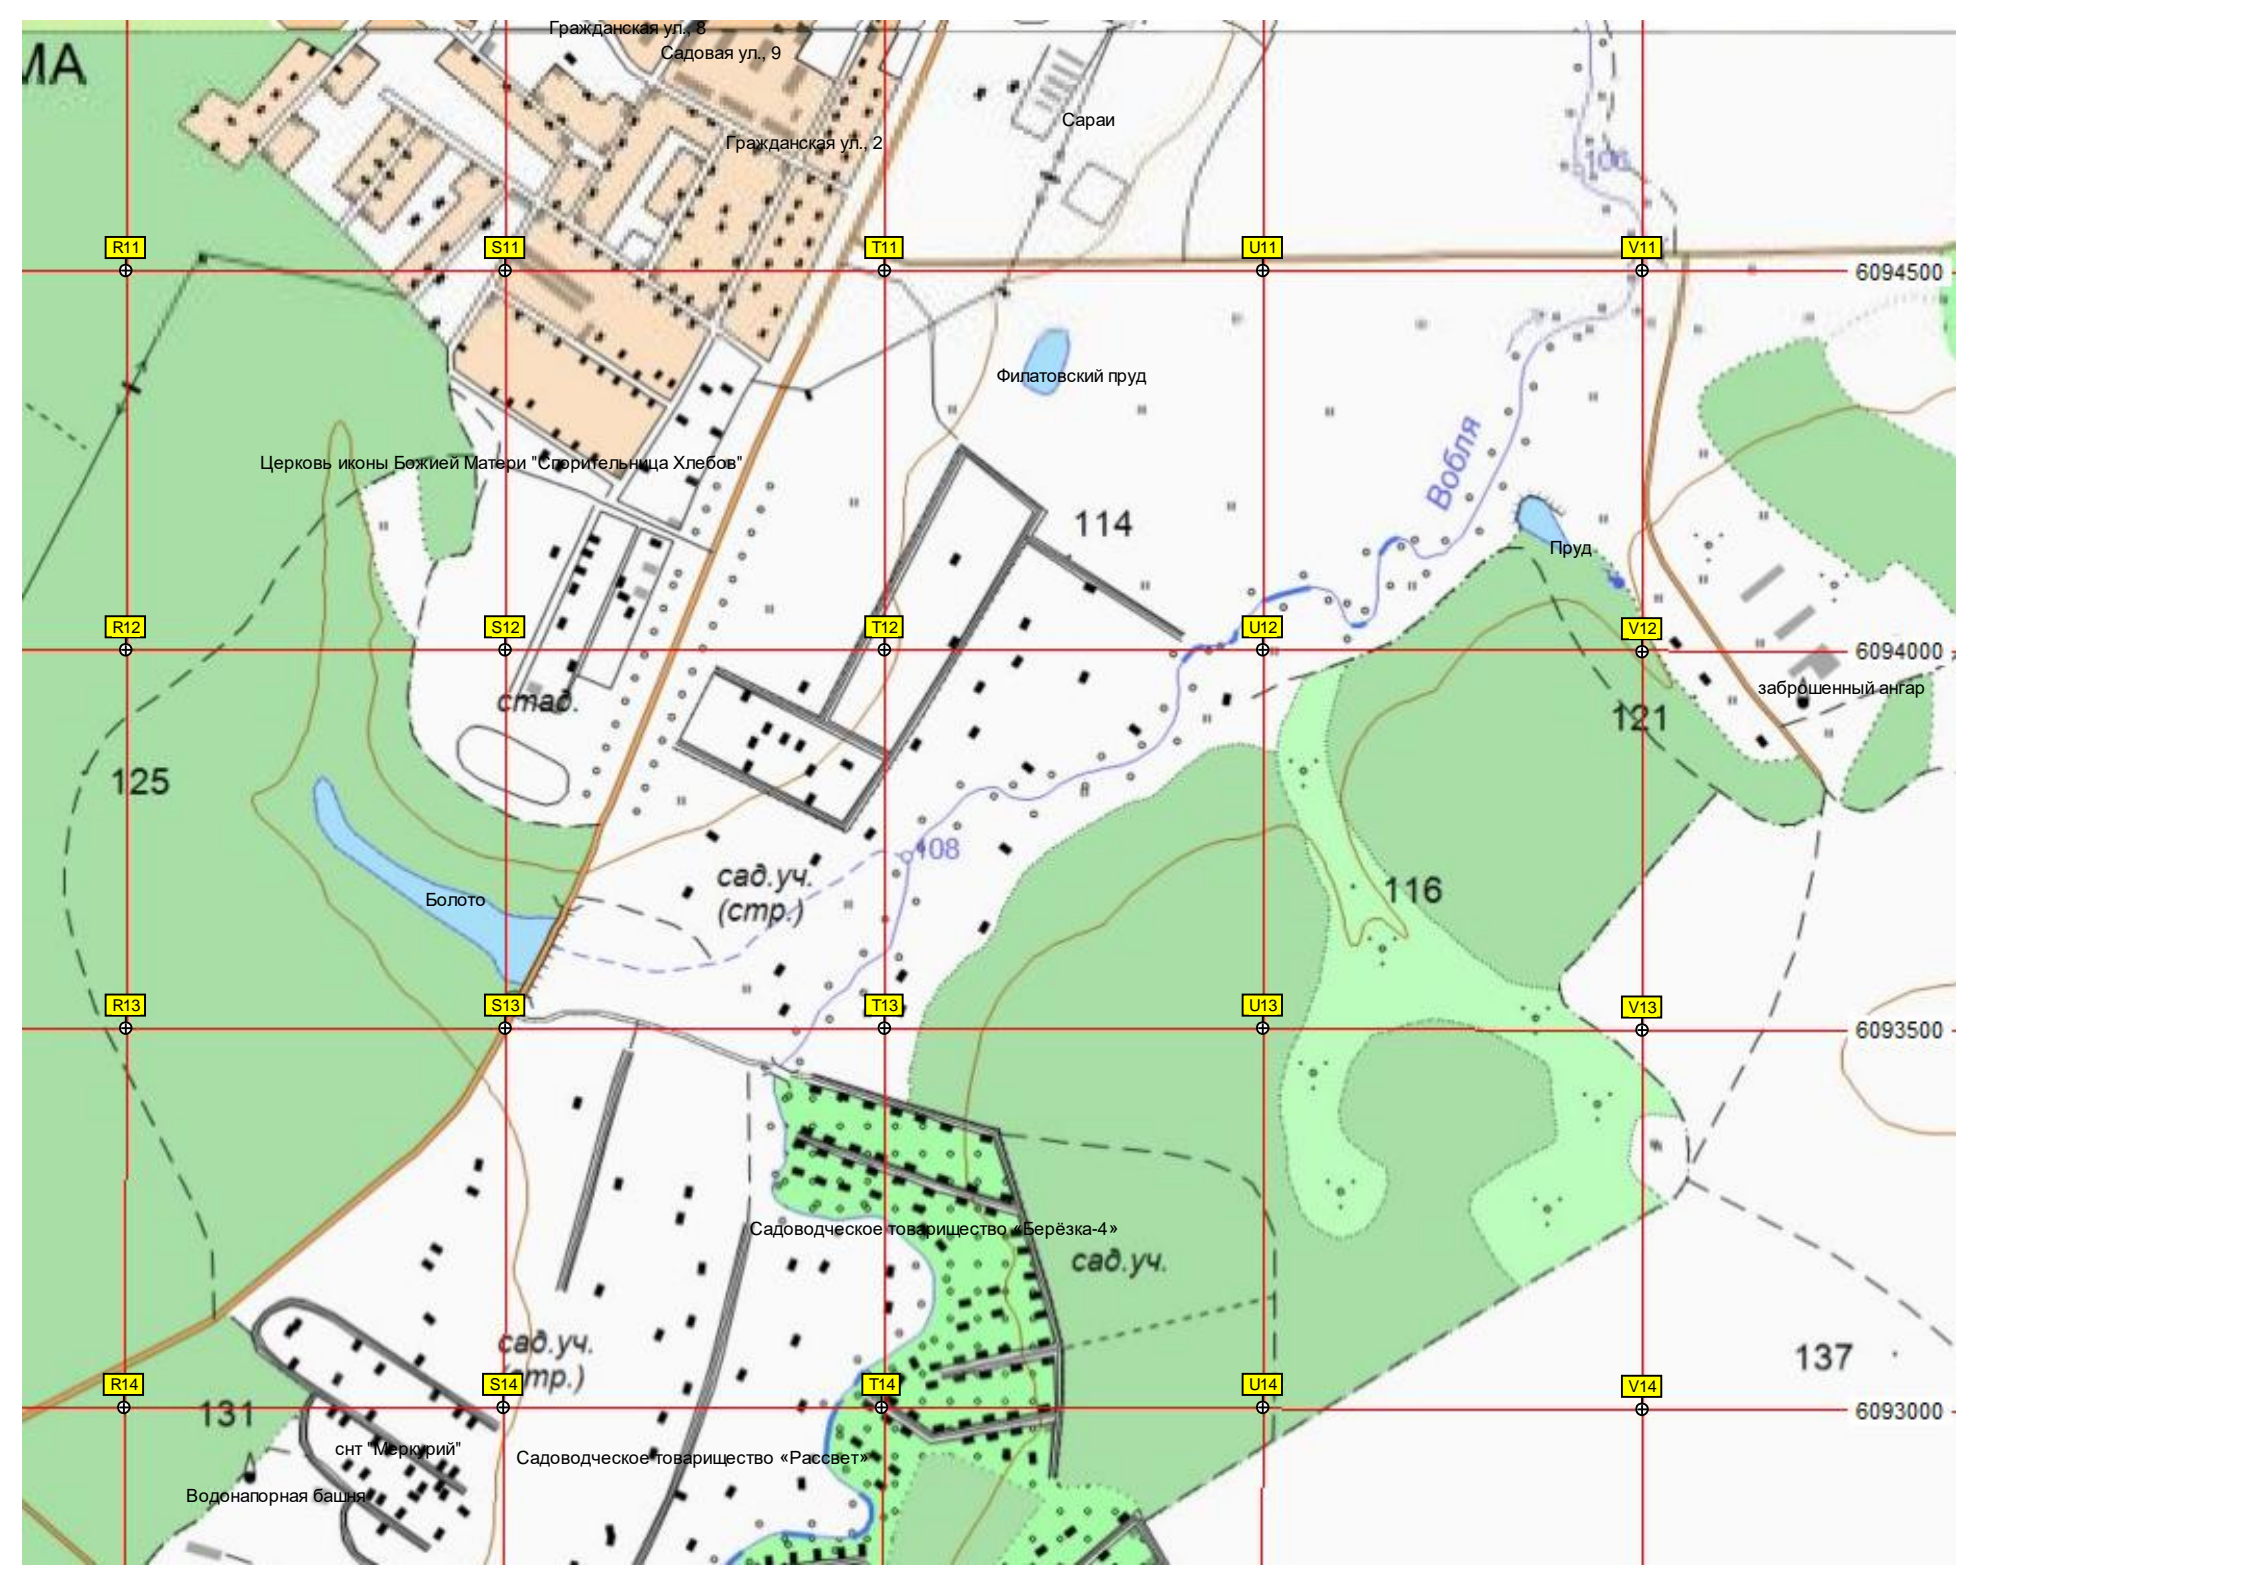 Гражданская ул., 8
МА
Садовая ул., 9
Сараи
Гражданская ул., 2
106
R11
S11
T11
U11
V11
6094500
Филатовский пруд
Церковь иконы Божией Матери "Спорительница Хлебов"
Вобля
114
Пруд
R12
S12
T12
U12
V12
6094000
стад.
заброшенный ангар
121
125
108
сад.уч.
(стр.)
116
Болото
R13
S13
T13
U13
V13
6093500
Садоводческое товарищество «Берёзка-4»
сад.уч.
сад.уч.
(стр.)
137
R14
S14
T14
U14
V14
6093000
131
снт "Меркурий"
Садоводческое товарищество «Рассвет»
Водонапорная башня